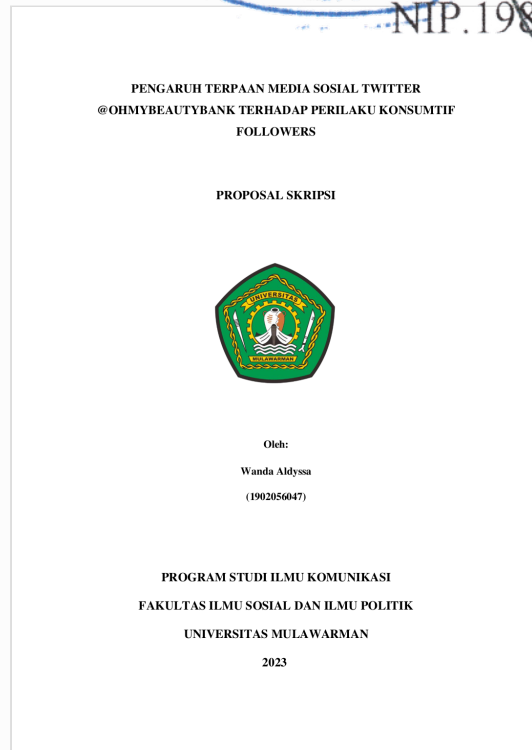 NIP.198
PENGARUH TERPAAN MEDIA SOSIAL TWITTER
@OHMYBEAUTYBANK TERHADAP PERILAKU KONSUMTIF
FOLLOWERS
PROPOSAL SKRIPSI
UNIVERSITAS
MULAWARMAN
Oleh:
Wanda Aldyssa
(1902056047)
PROGRAM STUDI ILMU KOMUNIKASI
FAKULTAS ILMU SOSIAL DAN ILMU POLITIK
UNIVERSITAS MULAWARMAN
2023